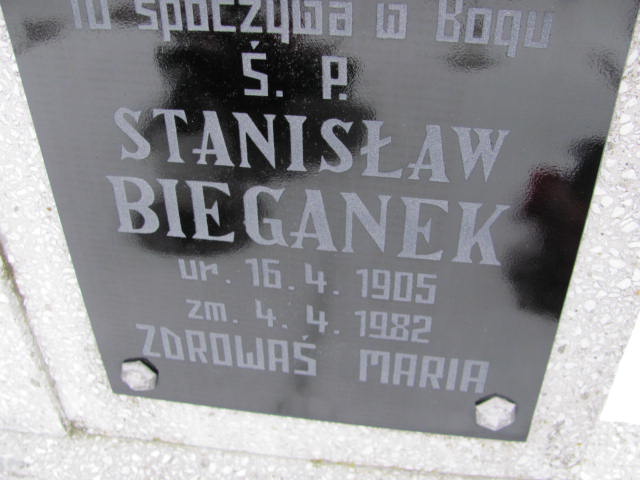 Tu spoczywa w Bogu
Ś. P.
STANISŁAW
BIEGANEK
ur. 16. 4. 1905
zm. 4. 4. 1982
ZDROWAŚ MARIA